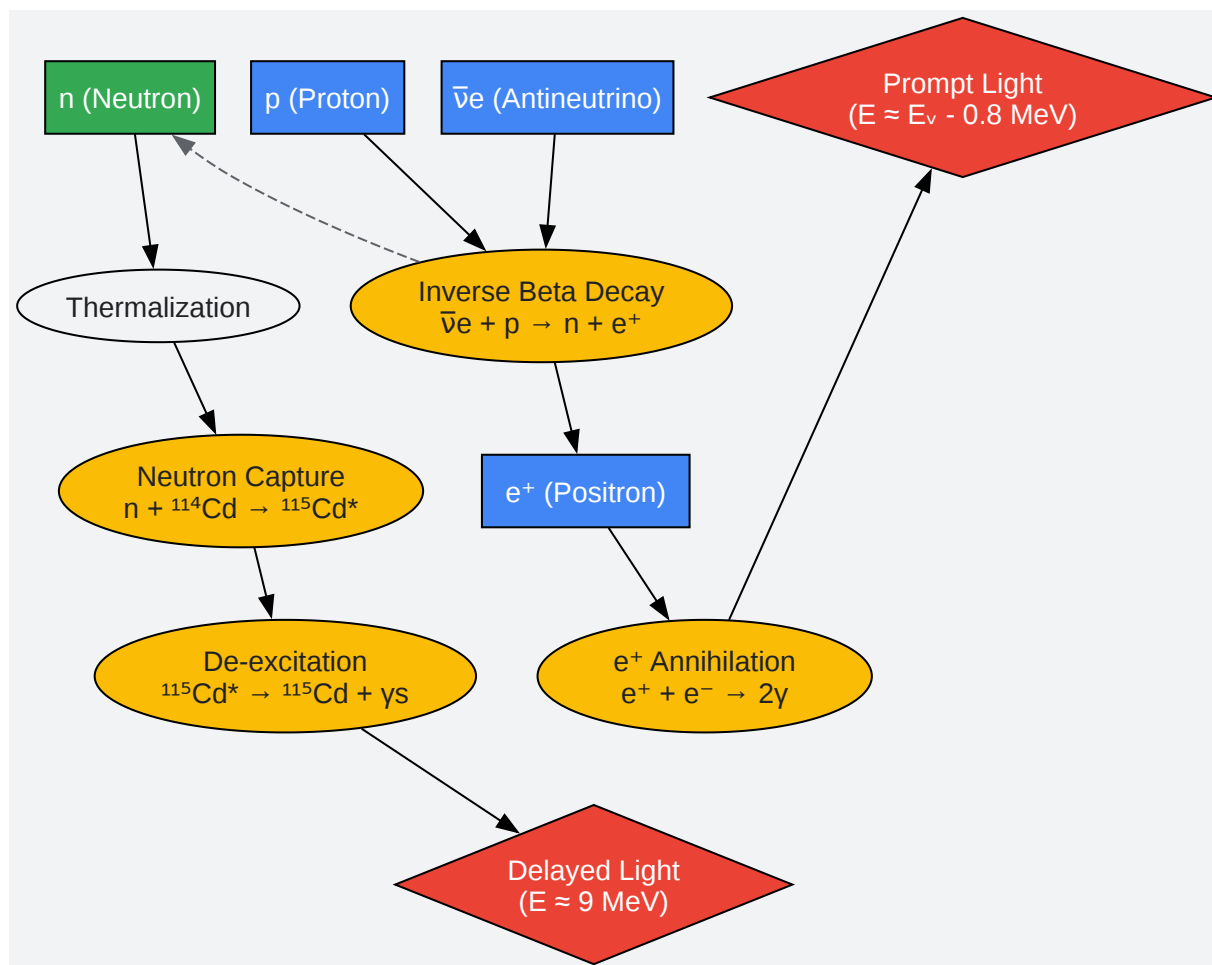 n (Neutron)
p (Proton)
ν̅e (Antineutrino)
Prompt Light
(E ≈ Eᵥ - 0.8 MeV)
Thermalization
Inverse Beta Decay
ν̅e + p → n + e⁺
Neutron Capture
n + ¹¹⁴Cd → ¹¹⁵Cd*
e⁺ (Positron)
De-excitation
¹¹⁵Cd* → ¹¹⁵Cd + γs
e⁺ Annihilation
e⁺ + e⁻ → 2γ
Delayed Light
(E ≈ 9 MeV)